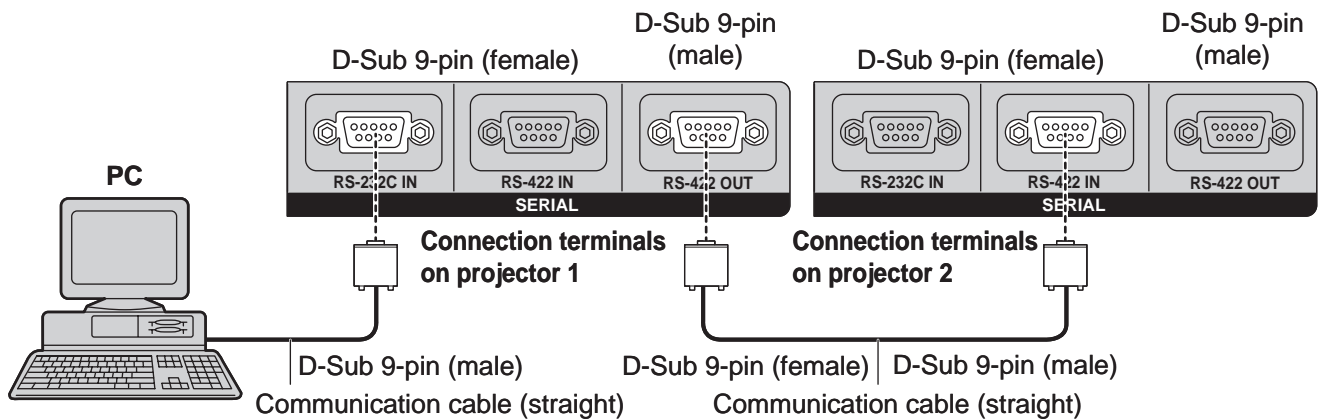 D-Sub 9-pin (female)
D-Sub 9-pin
(male)
D-Sub 9-pin (female)
D-Sub 9-pin
(male)
RS-232C IN
RS-422 IN
RS-422 OUT
SERIAL
RS-232C IN
RS-422 IN
RS-422 OUT
SERIAL
PC
Connection terminals
on projector 1
Connection terminals
on projector 2
D-Sub 9-pin (male)
Communication cable (straight)
D-Sub 9-pin (female)
D-Sub 9-pin (male)
Communication cable (straight)